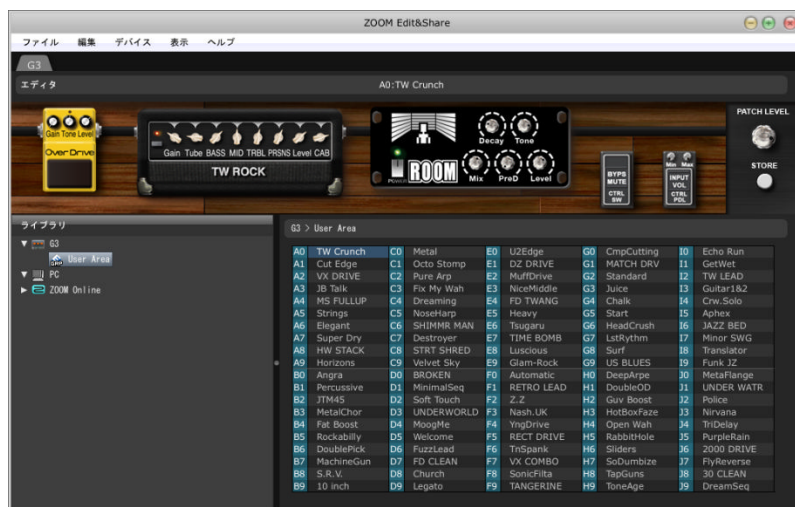 ZOOM Edit&Share
ファイル 編集 デバイス 表示 ヘルプ
G3
エディタ A0:TW Crunch
PATCH LEVEL
Gain Tone Level
Over Drive
Gain Tube BASS MID TRBL PRSNS Level CAB
TW ROCK
Decay Tone
ROOM
Mix PreD Level
BYPS MUTE
CTRL SW
Min Max
INPUT VOL
CTRL PDL
STORE
ライブラリ
G3 > User Area
G3
User Area
PC
ZOOM Online
A0 TW Crunch C0 Metal E0 U2Edge G0 CmpCutting I0 Echo Run
A1 Cut Edge C1 Octo Stomp E1 DZ DRIVE G1 MATCH DRV I1 GetWet
A2 VX DRIVE C2 Pure Arp E2 MuffDrive G2 Standard I2 TW LEAD
A3 JB Talk C3 Fix My Wah E3 NiceMiddle G3 Juice I3 Guitar1&2
A4 MS FULLUP C4 Dreaming E4 FD TWANG G4 Chalk I4 Crw.Solo
A5 Strings C5 NoseHarp E5 Heavy G5 Start I5 Aphex
A6 Elegant C6 SHIMMR MAN E6 Tsugaru G6 HeadCrush I6 JAZZ BED
A7 Super Dry C7 Destroyer E7 TIME BOMB G7 LstRythm I7 Minor SWG
A8 HW STACK C8 STRT SHRED E8 Luscious G8 Surf I8 Translator
A9 Horizons C9 Velvet Sky E9 Glam-Rock G9 US BLUES I9 Funk JZ
B0 Angra D0 BROKEN F0 Automatic H0 DeepArpe J0 MetaFlange
B1 Percussive D1 MinimalSeq F1 RETRO LEAD H1 DoubleOD J1 UNDER WATR
B2 JTM45 D2 Soft Touch F2 Z.Z H2 Guv Boost J2 Police
B3 MetalChor D3 UNDERWORLD F3 Nash.UK H3 HotBoxFaze J3 Nirvana
B4 Fat Boost D4 MoogMe F4 YngDrive H4 Open Wah J4 TriDelay
B5 Rockabilly D5 Welcome F5 RECT DRIVE H5 RabbitHole J5 PurpleRain
B6 DoublePick D6 FuzzLead F6 TnSpank H6 Sliders J6 2000 DRIVE
B7 MachineGun D7 FD CLEAN F7 VX COMBO H7 SoDumbize J7 FlyReverse
B8 S.R.V. D8 Church F8 SonicFilta H8 TapGuns J8 30 CLEAN
B9 10 inch D9 Legato F9 TANGERINE H9 ToneAge J9 DreamSeq